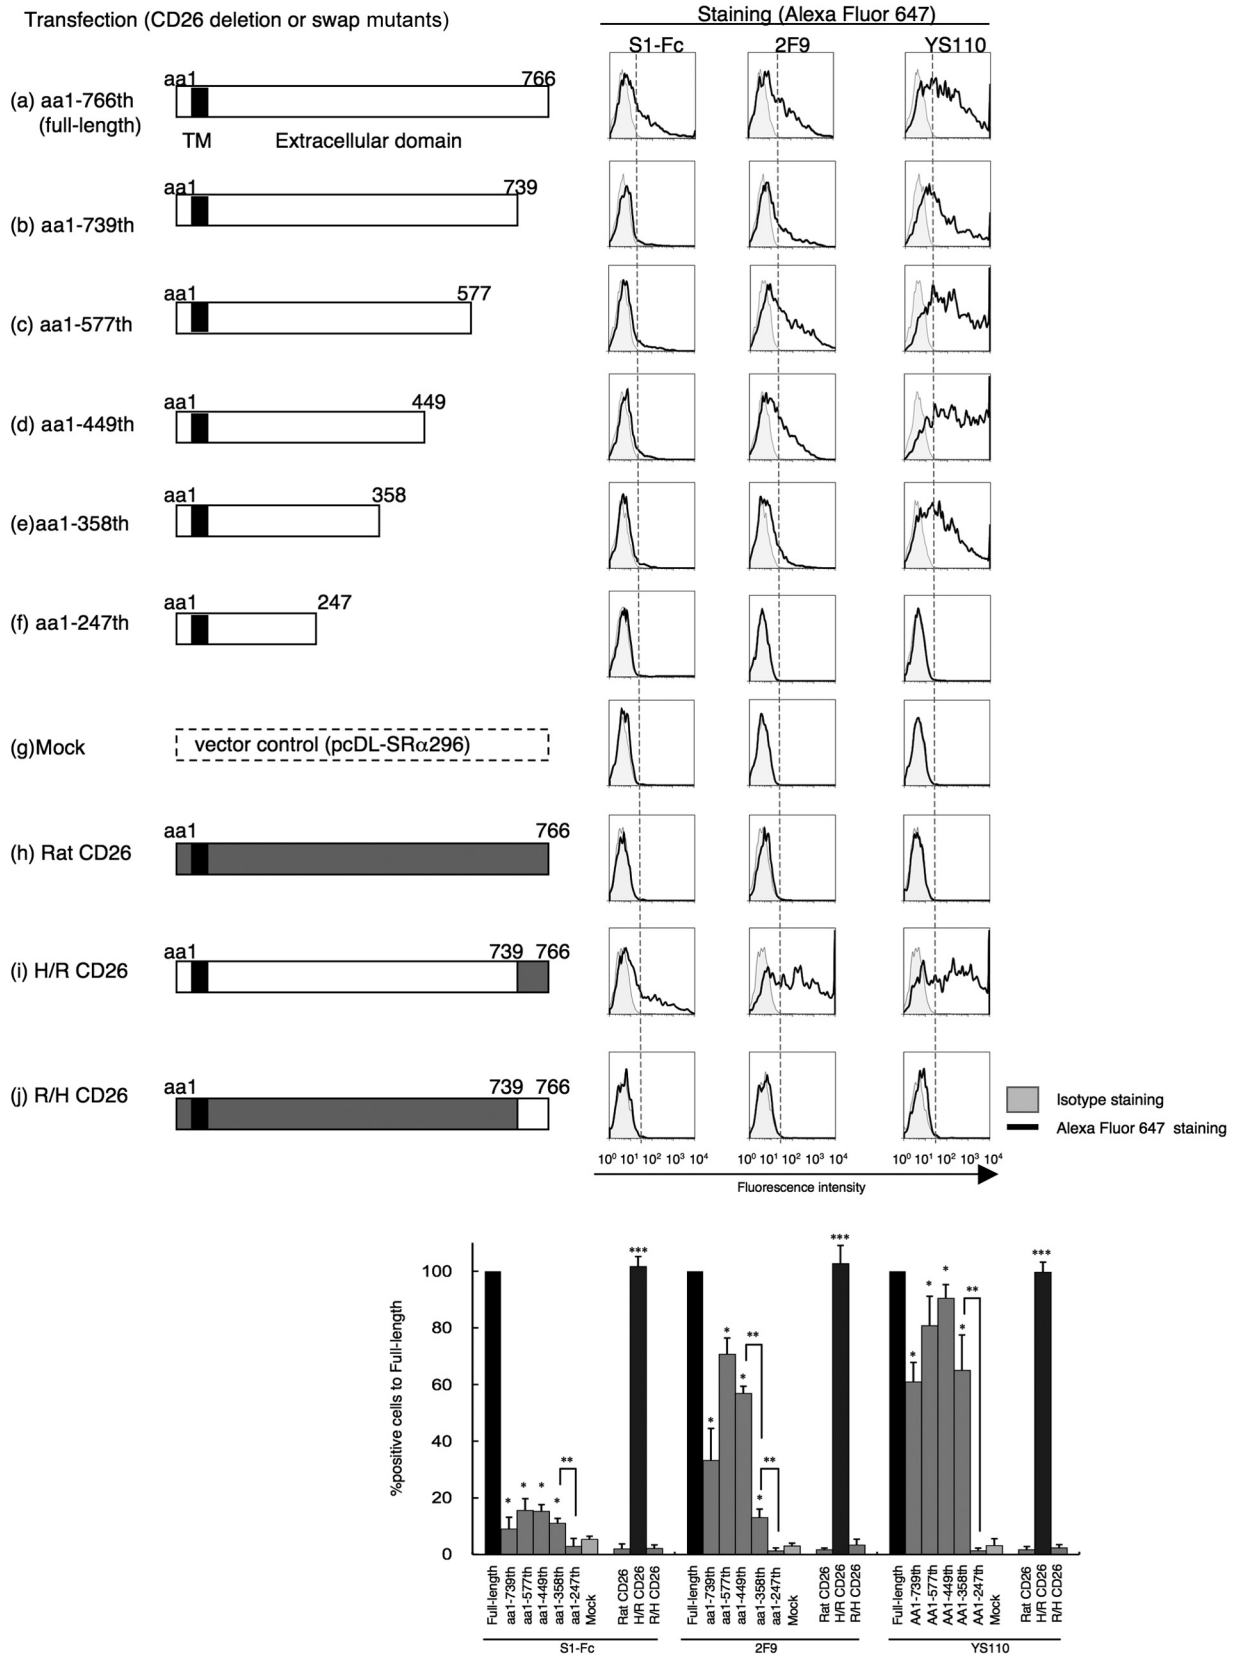 Transfection (CD26 deletion or swap mutants)
Staining (Alexa Fluor 647)
S1-Fc 2F9 YS110
aa1 766
(a) aa1-766th
(full-length)
TM Extracellular domain
aa1 739
(b) aa1-739th
aa1 577
(c) aa1-577th
aa1 449
(d) aa1-449th
aa1 358
(e)aa1-358th
aa1 247
(f) aa1-247th
(g)Mock vector control (pcDL-SRα296)
aa1 766
(h) Rat CD26
aa1 739 766
(i) H/R CD26
aa1 739 766
(j) R/H CD26
Isotype staining
Alexa Fluor 647 staining
10⁰ 10¹ 10² 10³ 10⁴ 10⁰ 10¹ 10² 10³ 10⁴ 10⁰ 10¹ 10² 10³ 10⁴
Fluorescence intensity
%positive cells to Full-length
100
80
60
40
20
0
* * * * ** ***
* * * ** * ** ***
* * * * ** ***
Full-length aa1-739th aa1-577th aa1-449th aa1-358th aa1-247th Mock Rat CD26 H/R CD26 R/H CD26
Full-length aa1-739th aa1-577th aa1-449th aa1-358th aa1-247th Mock Rat CD26 H/R CD26 R/H CD26
Full-length AA1-739th AA1-577th AA1-449th AA1-358th AA1-247th Mock Rat CD26 H/R CD26 R/H CD26
S1-Fc 2F9 YS110